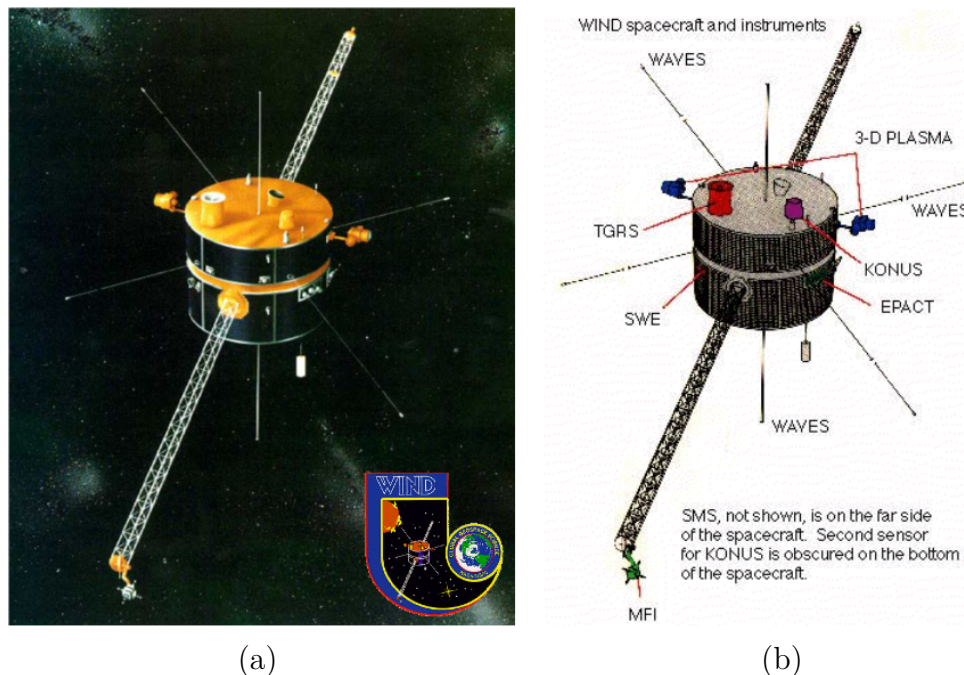 WIND
WIND spacecraft and instruments
WAVES
3-D PLASMA
WAVES
TGRS
KONUS
SWE
EPACT
WAVES
SMS, not shown, is on the far side
of the spacecraft. Second sensor
for KONUS is obscured on the bottom
of the spacecraft.
MFI
(a)
(b)